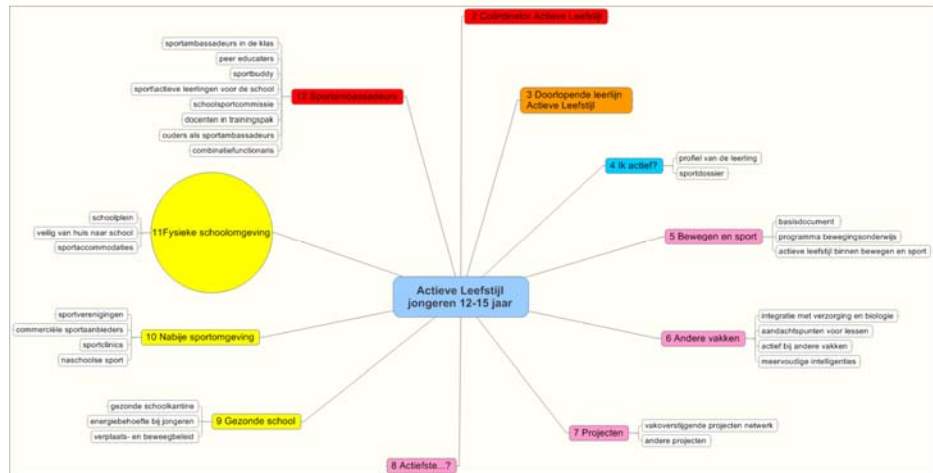 2 Coördinator Actieve Leefstijl
3 Doorlopende leerlijn
Actieve Leefstijl
4 Ik actief?
profiel van de leerling
sportdossier
5 Bewegen en sport
basisdocument
programma bewegingsonderwijs
actieve leefstijl binnen bewegen en sport
6 Andere vakken
integratie met verzorging en biologie
aandachtspunten voor lessen
actief bij andere vakken
meervoudige intelligenties
7 Projecten
vakoverstijgende projecten netwerk
andere projecten
8 Actiefste...?
9 Gezonde school
gezonde schoolkantine
energiebehoefte bij jongeren
verplaats- en beweegbeleid
10 Nabije sportomgeving
sportverenigingen
commerciële sportaanbieders
sportclinics
naschoolse sport
11Fysieke schoolomgeving
schoolplein
veilig van huis naar school
sportaccommodaties
12 Sportambassadeurs
sportambassadeurs in de klas
peer educaters
sportbuddy
sport\actieve leerlingen voor de school
schoolsportcommissie
docenten in trainingspak
ouders als sportambassadeurs
combinatiefunctionaris
Actieve Leefstijl
jongeren 12-15 jaar